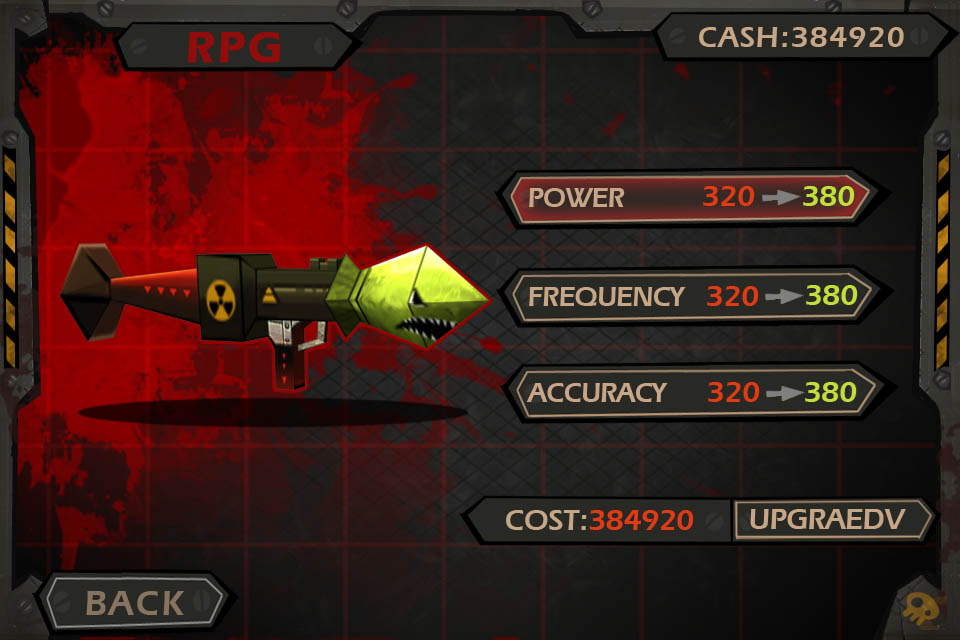 RPG
CASH:384920
POWER 320 380
FREQUENCY 320 380
ACCURACY 320 380
COST:384920 UPGRAEDV
BACK